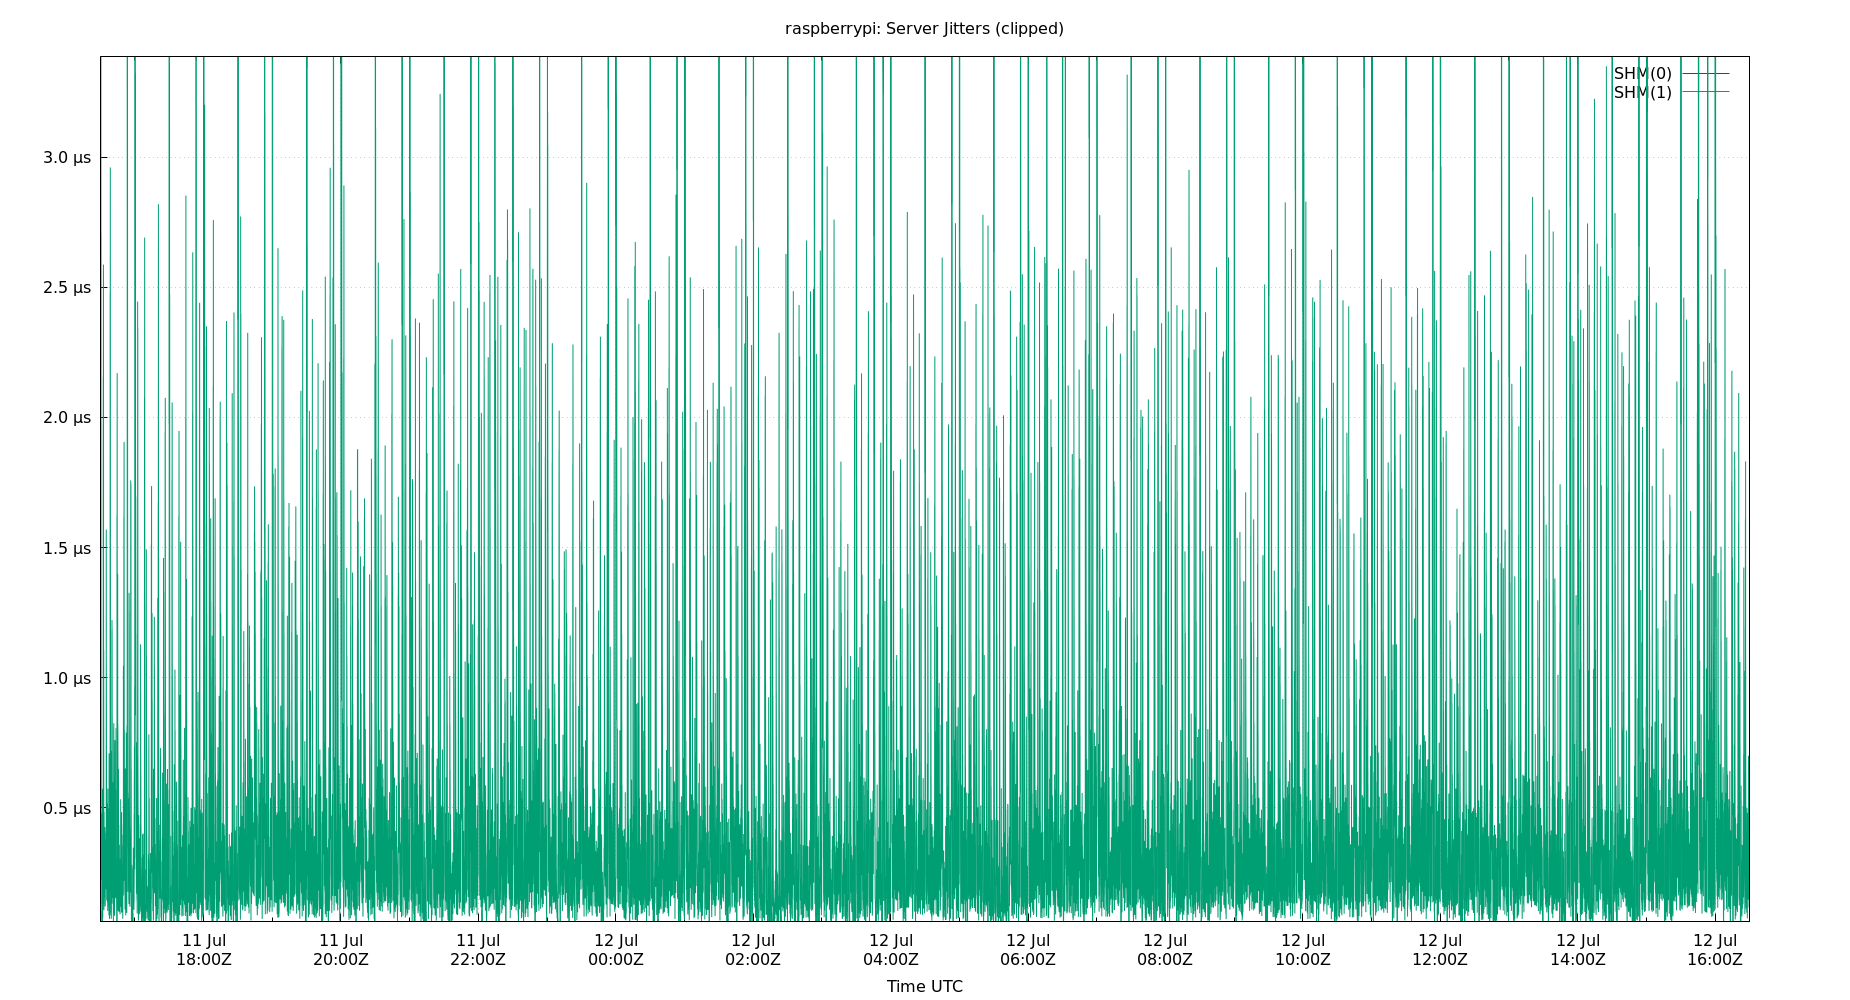 raspberrypi: Server Jitters (clipped)
SHM(0)
SHM(1)
3.0 µs
2.5 µs
2.0 µs
1.5 µs
1.0 µs
0.5 µs
11 Jul 11 Jul 11 Jul 12 Jul 12 Jul 12 Jul 12 Jul 12 Jul 12 Jul 12 Jul 12 Jul 12 Jul
18:00Z 20:00Z 22:00Z 00:00Z 02:00Z 04:00Z 06:00Z 08:00Z 10:00Z 12:00Z 14:00Z 16:00Z
Time UTC